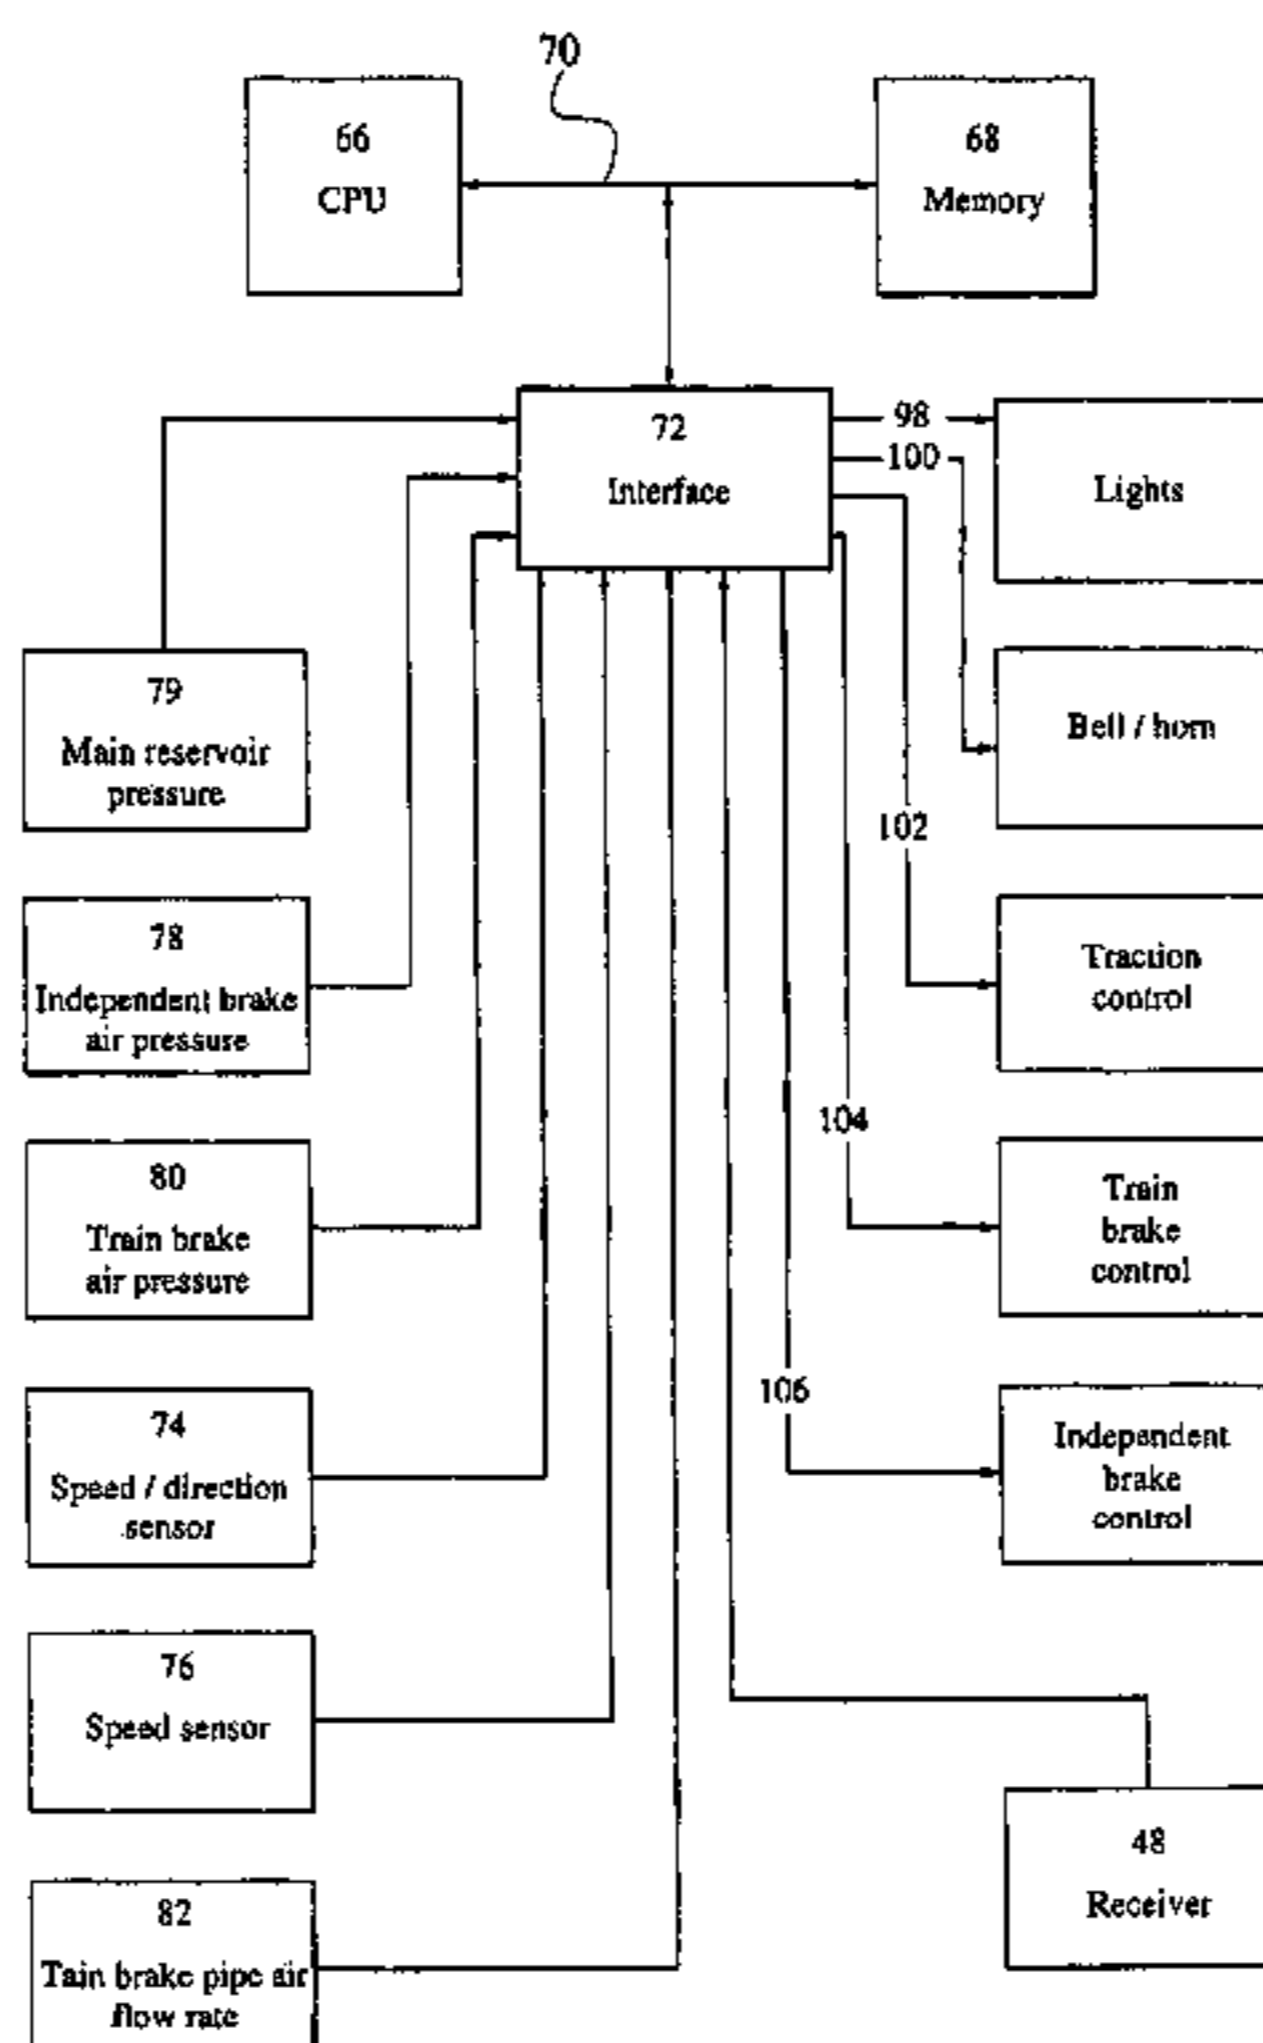 70
66
CPU
68
Memory
72
Interface
98
100
Lights
79
Main reservoir
pressure
Bell / horn
102
78
Independent brake
air pressure
Traction
control
104
80
Train brake
air pressure
Train
brake
control
106
74
Speed / direction
sensor
Independent
brake
control
76
Speed sensor
48
Receiver
82
Tain brake pipe air
flow rate